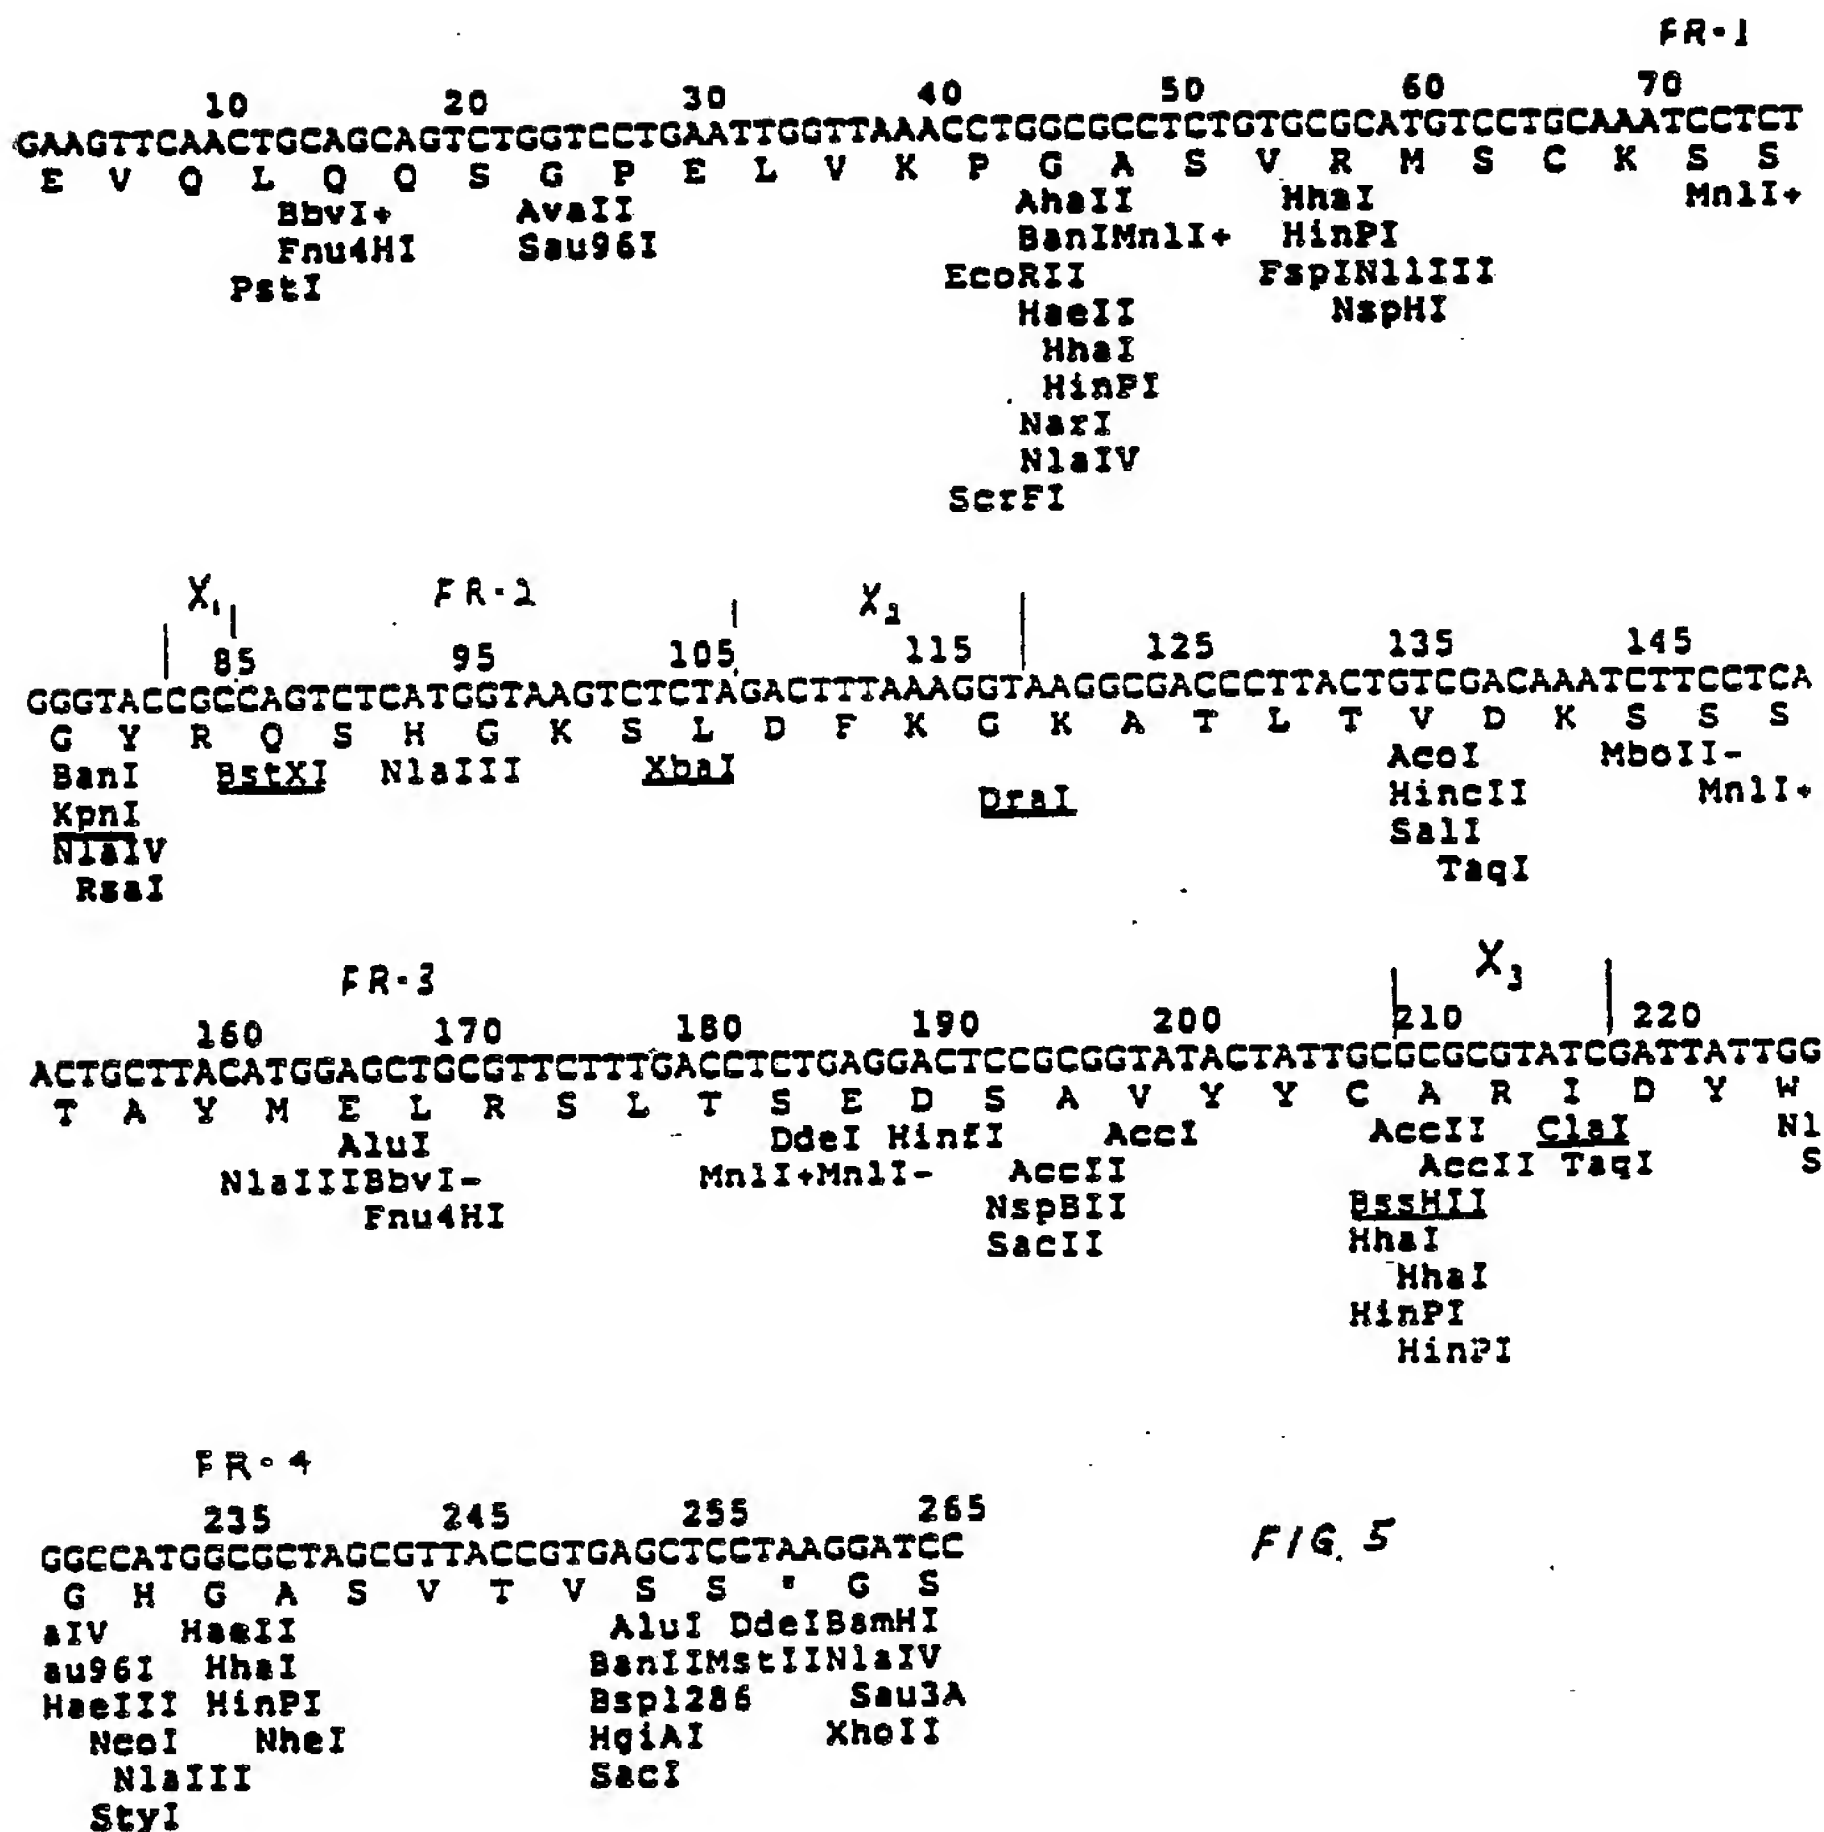 FR-1
10 20 30 40 50 60 70
GAAGTTCAACTGCAGCAGTCTGGTCCTGAATTGGTTAAACCTGGCGCCTCTGTGCGCATGTCCTGCAAATCCTCT
E V Q L Q Q S G P E L V K P G A S V R M S C K S S
BbvI+ AvaII AhaII HhaI MnlI+
Fnu4HI Sau96I BanIMnlI+ HinPI
PstI EcoRII FspINllIII
HaeII NspHI
HhaI
HinPI
NarI
NlaIV
ScrFI
X₁ FR-2 X₂
85 95 105 115 125 135 145
GGGTACCGCCAGTCTCATGGTAAGTCTCTAGACTTTAAAGGTAAGGCGACCCTTACTGTCGACAAATCTTCCTCA
G Y R Q S H G K S L D F K G K A T L T V D K S S S
BanI BstXI NlaIII XbaI AcoI MboII-
KpnI DraI HincII MnlI+
NlaIV SalI
RsaI TaqI
FR-3 X₃
160 170 180 190 200 210 220
ACTGCTTACATGGAGCTGCGTTCTTTGACCTCTGAGGACTCCGCGGTATACTATTGCGCGCGTATCGATTATTGG
T A Y M E L R S L T S E D S A V Y Y C A R I D Y W
AluI DdeI HinfI AccI AccII ClaI Nl
NlaIIIBbvI- MnlI+MnlI- AccII AccII TaqI S
Fnu4HI NspBII BssHII
SacII HhaI
HhaI
HinPI
HinPI
FR-4
235 245 255 265
GGCCATGGCGCTAGCGTTACCGTGAGCTCCTAAGGATCC
G H G A S V T V S S * G S
aIV HaeII AluI DdeIBamHI
au96I HhaI BanIIMstIINlaIV
HaeIII HinPI Bsp1286 Sau3A
NcoI NheI HgiAI XhoII
NlaIII SacI
StyI
FIG. 5